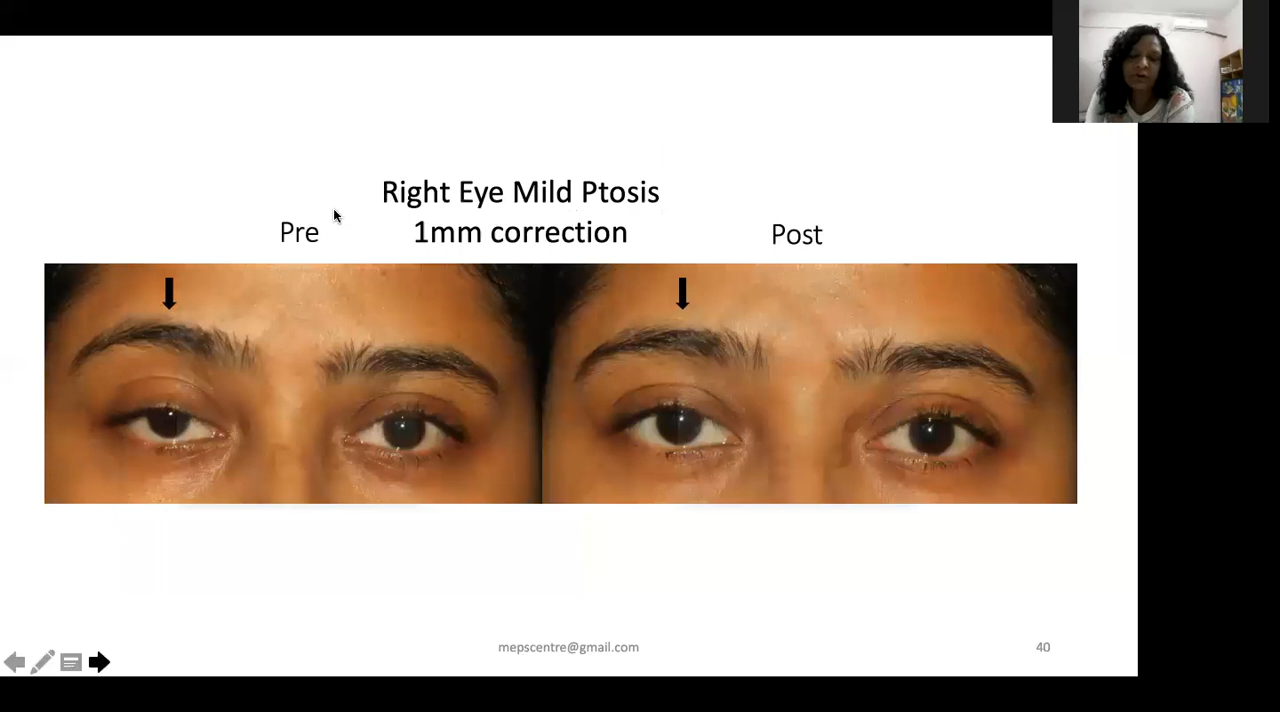 Right Eye Mild Ptosis
Pre
1mm correction
Post
mepscentre@gmail.com
40